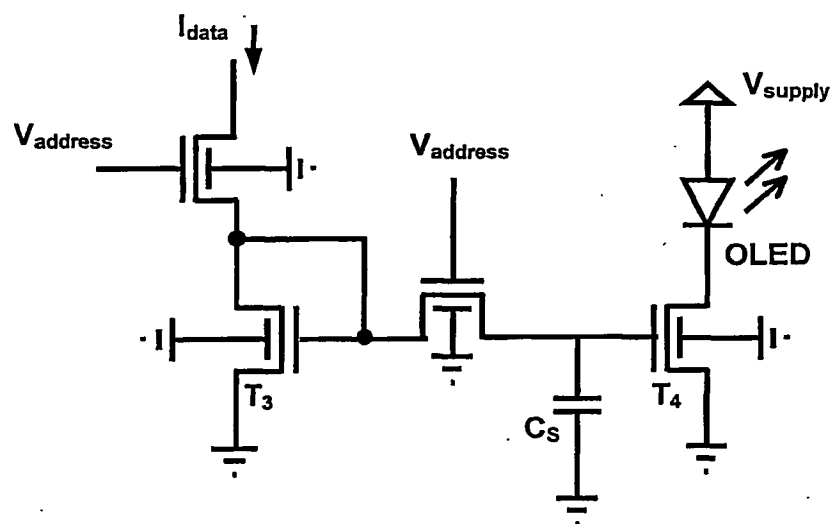 Idata
Vaddress
Vaddress
Vsupply
OLED
T3
T4
CS